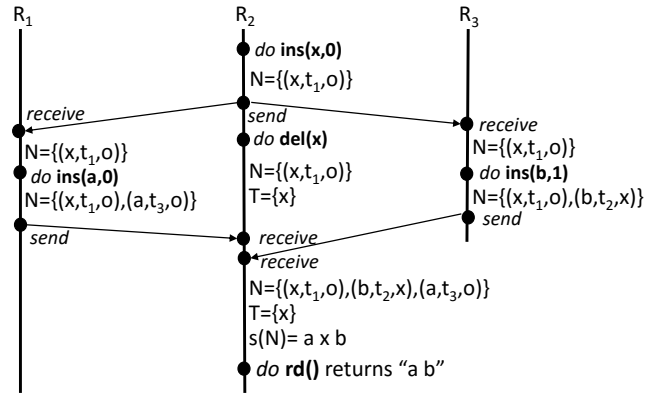 R₁ R₂ R₃
do ins(x,0)
N={(x,t₁,o)}
receive
send
receive
do del(x)
N={(x,t₁,o)}
N={(x,t₁,o)}
do ins(a,0)
N={(x,t₁,o)}
T={x}
do ins(b,1)
N={(x,t₁,o),(a,t₃,o)}
N={(x,t₁,o),(b,t₂,x)}
send
receive
send
receive
N={(x,t₁,o),(b,t₂,x),(a,t₃,o)}
T={x}
s(N)= a x b
do rd() returns “a b”